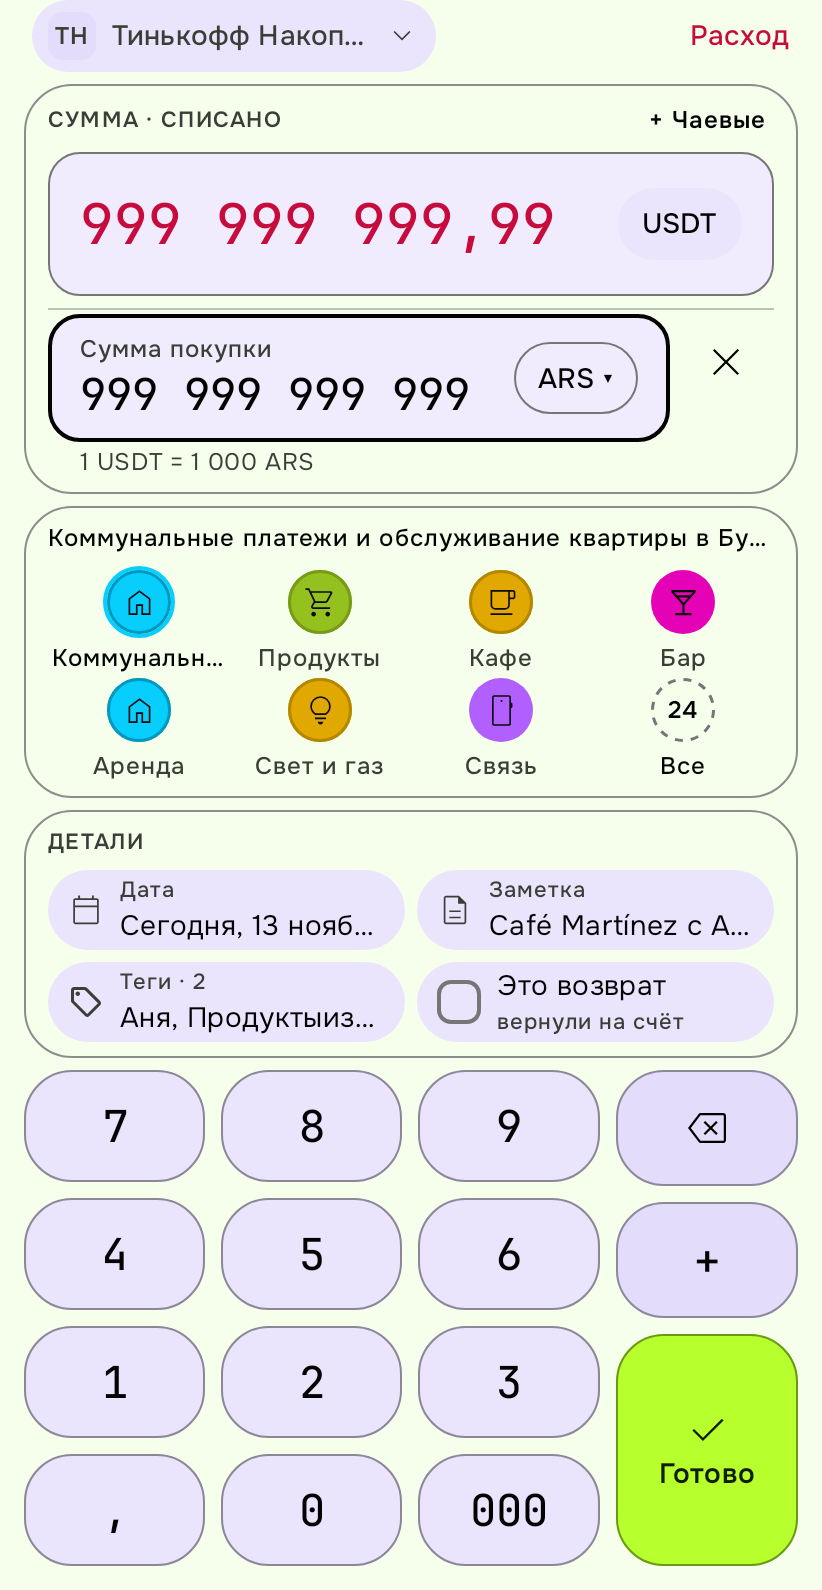 ТН Тинькофф Накоп... Расход
СУММА · СПИСАНО + Чаевые
999 999 999,99 USDT
Сумма покупки
999 999 999 999 ARS ▾
1 USDT = 1 000 ARS
Коммунальные платежи и обслуживание квартиры в Бу...
Коммунальн... Продукты Кафе Бар
24
Аренда Свет и газ Связь Все
ДЕТАЛИ
Дата
Сегодня, 13 нояб...
Заметка
Café Martínez с А...
Теги · 2
Аня, Продуктыиз...
Это возврат
вернули на счёт
7 8 9
4 5 6 +
1 2 3
Готово
, 0 000